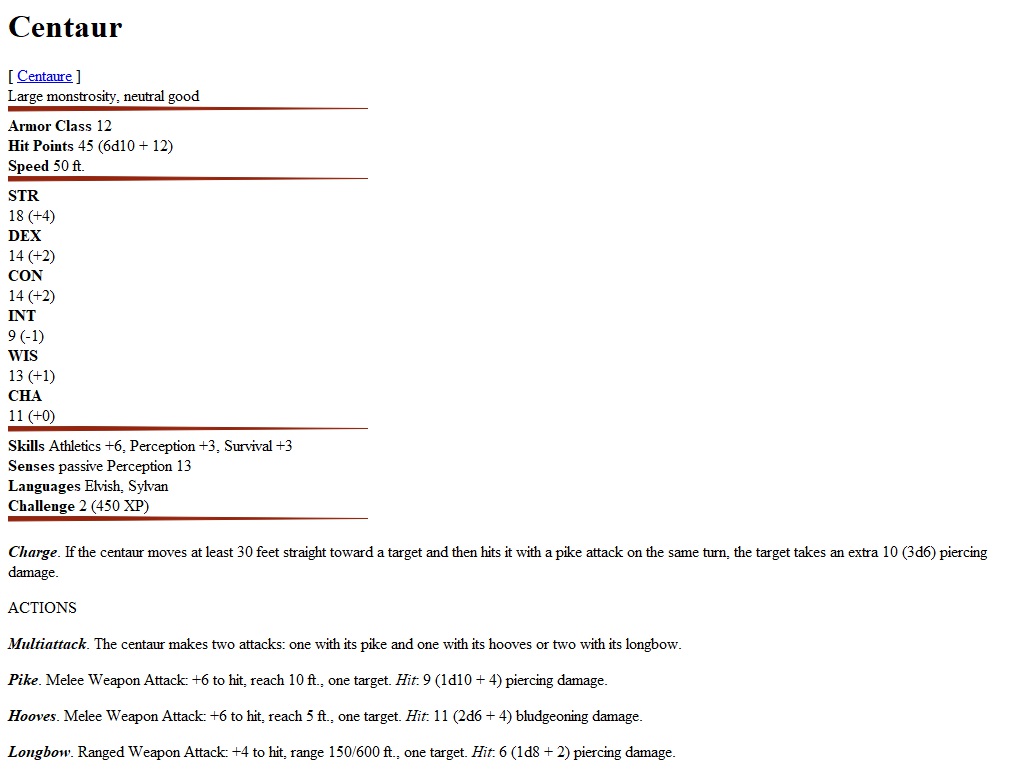 Centaur
[ Centaure ]
Large monstrosity, neutral good
Armor Class 12
Hit Points 45 (6d10 + 12)
Speed 50 ft.
STR
18 (+4)
DEX
14 (+2)
CON
14 (+2)
INT
9 (-1)
WIS
13 (+1)
CHA
11 (+0)
Skills Athletics +6, Perception +3, Survival +3
Senses passive Perception 13
Languages Elvish, Sylvan
Challenge 2 (450 XP)
Charge. If the centaur moves at least 30 feet straight toward a target and then hits it with a pike attack on the same turn, the target takes an extra 10 (3d6) piercing
damage.
ACTIONS
Multiattack. The centaur makes two attacks: one with its pike and one with its hooves or two with its longbow.
Pike. Melee Weapon Attack: +6 to hit, reach 10 ft., one target. Hit: 9 (1d10 + 4) piercing damage.
Hooves. Melee Weapon Attack: +6 to hit, reach 5 ft., one target. Hit: 11 (2d6 + 4) bludgeoning damage.
Longbow. Ranged Weapon Attack: +4 to hit, range 150/600 ft., one target. Hit: 6 (1d8 + 2) piercing damage.